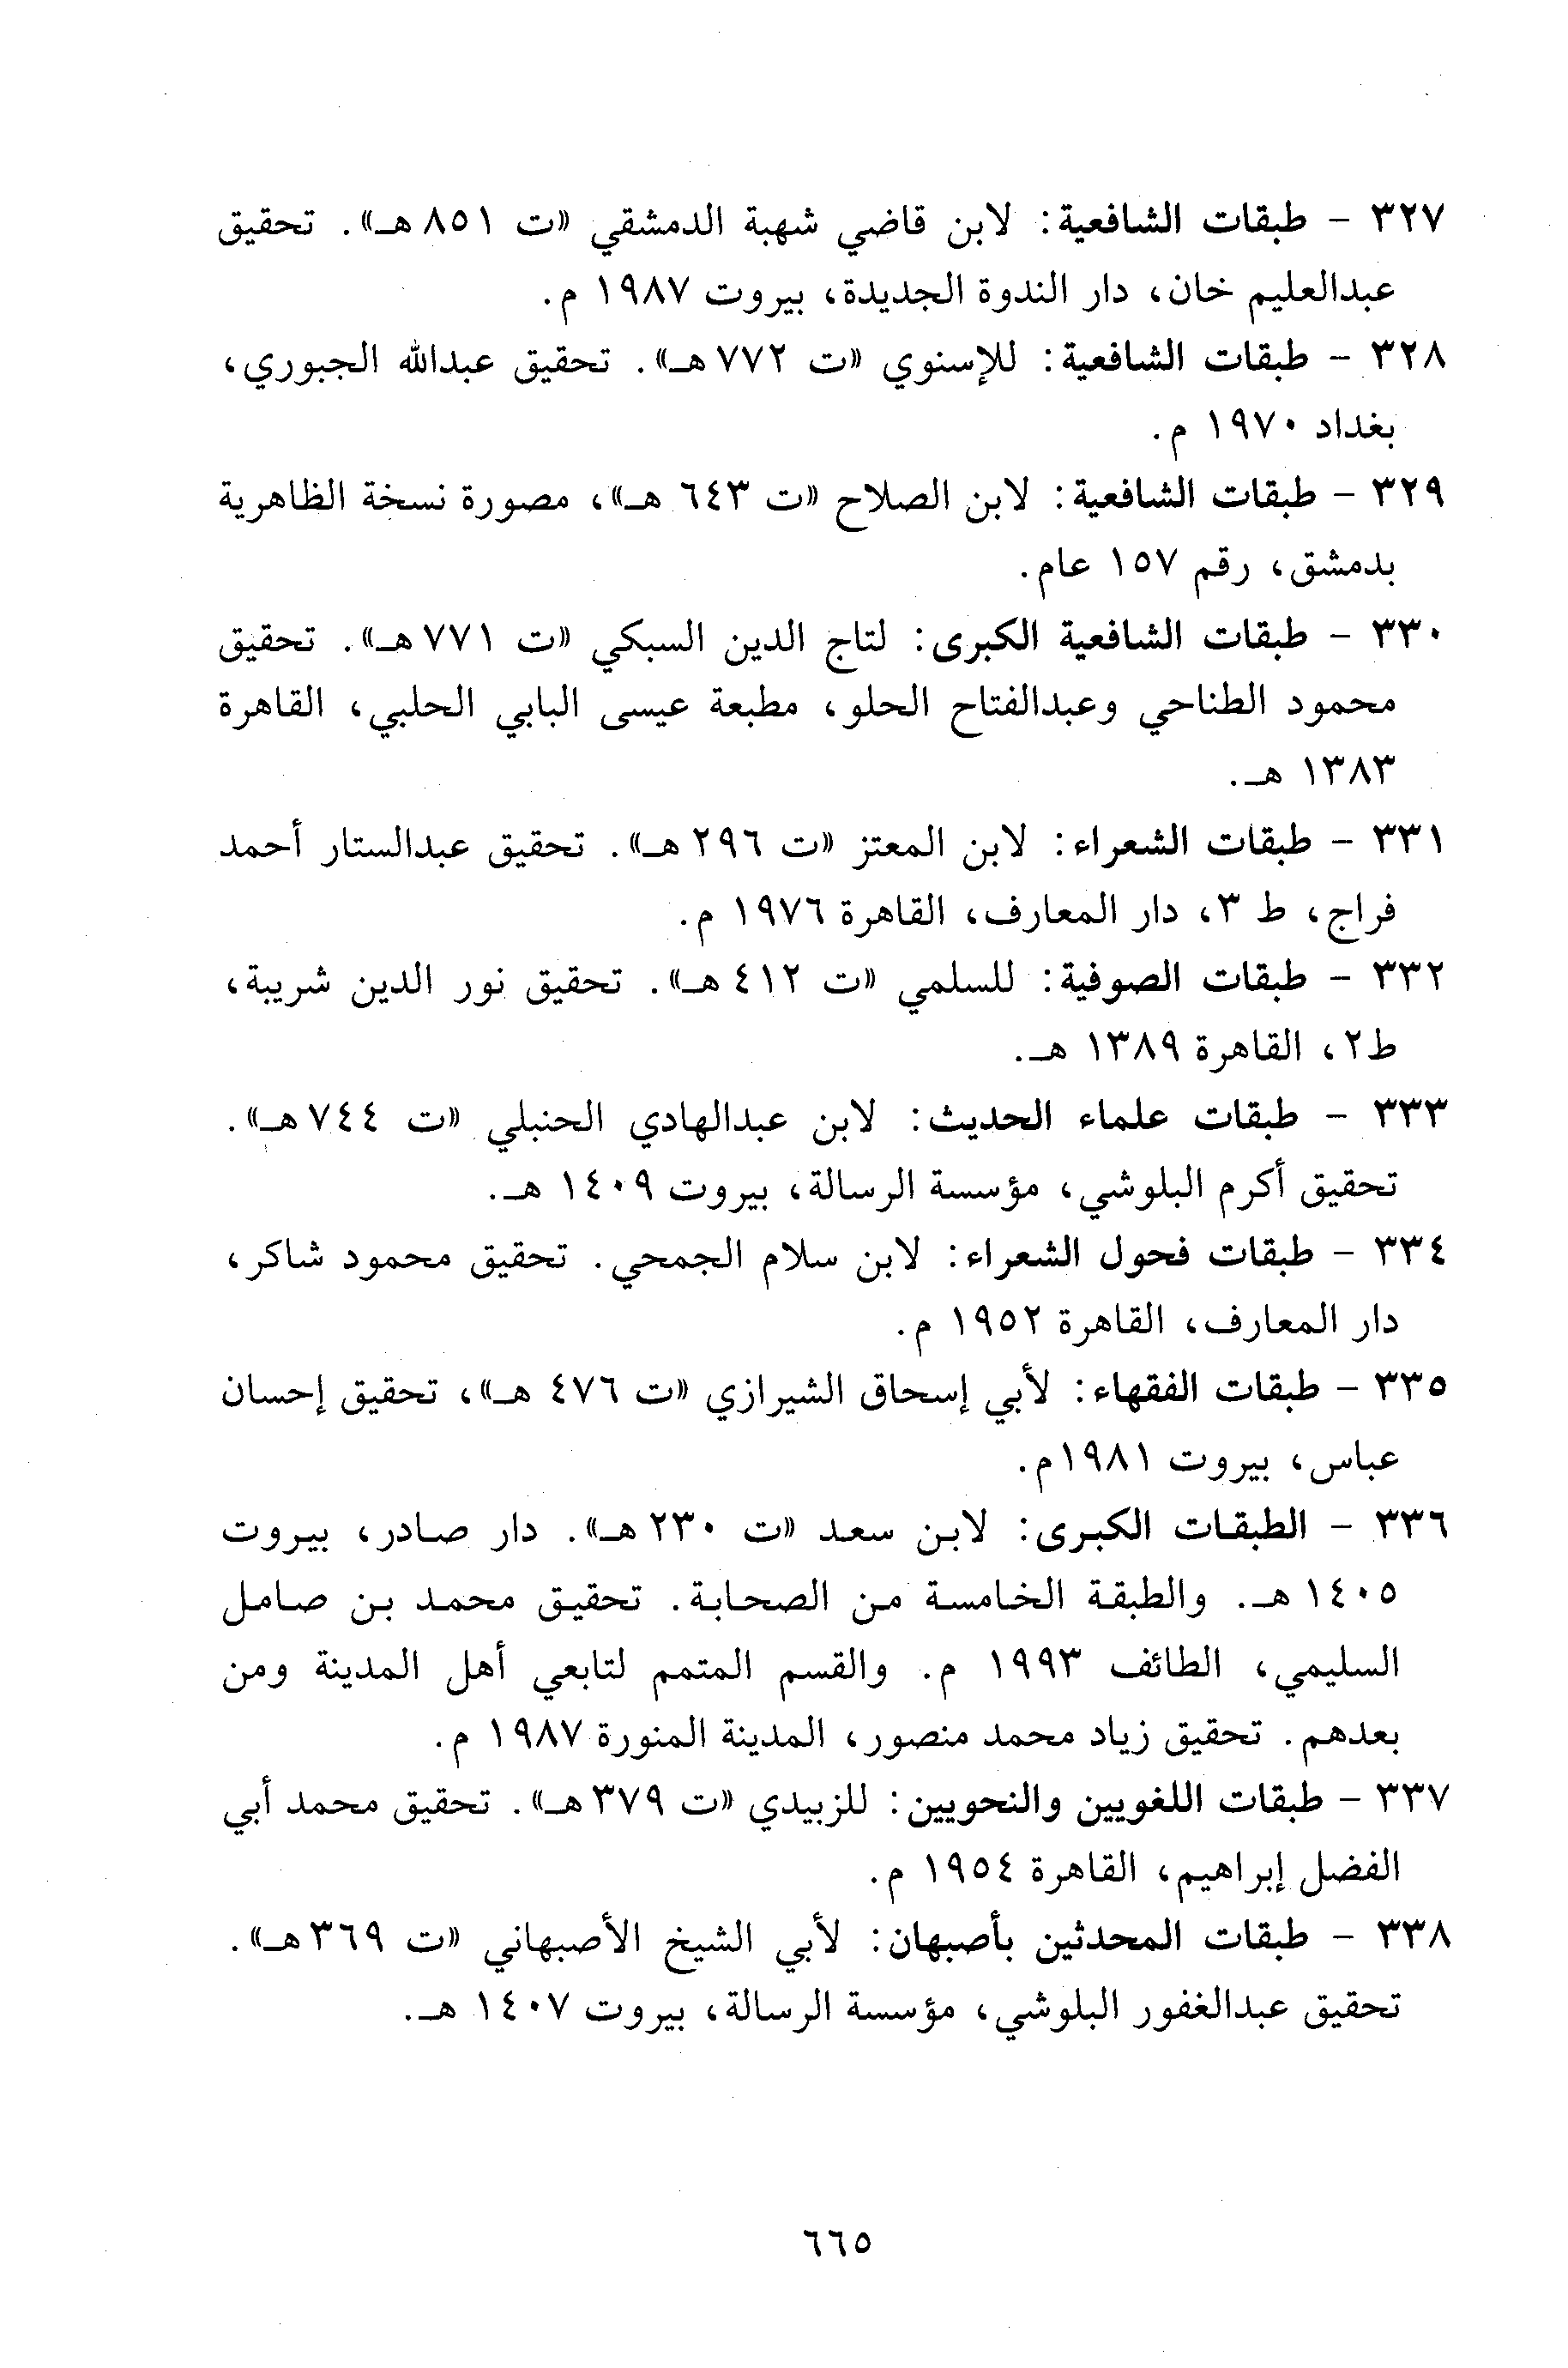 ٣٢٧ - طبقات الشافعية: لابن قاضي شهبة الدمشقي «ت ٨٥١ هـ». تحقيق
عبدالعليم خان، دار الندوة الجديدة، بيروت ١٩٨٧ م.
٣٢٨ - طبقات الشافعية: للإسنوي «ت ٧٧٢ هـ». تحقيق عبدالله الجبوري،
بغداد ١٩٧٠ م.
٣٢٩ - طبقات الشافعية: لابن الصلاح «ت ٦٤٣ هـ»، مصورة نسخة الظاهرية
بدمشق، رقم ١٥٧ عام.
٣٣٠ - طبقات الشافعية الكبرى: لتاج الدين السبكي «ت ٧٧١ هـ». تحقيق
محمود الطناحي وعبدالفتاح الحلو، مطبعة عيسى البابي الحلبي، القاهرة
١٣٨٣ هـ.
٣٣١ - طبقات الشعراء: لابن المعتز «ت ٢٩٦ هـ». تحقيق عبدالستار أحمد
فراج، ط ٣، دار المعارف، القاهرة ١٩٧٦ م.
٣٣٢ - طبقات الصوفية: للسلمي «ت ٤١٢ هـ». تحقيق نور الدين شريبة،
ط٢، القاهرة ١٣٨٩ هـ.
٣٣٣ - طبقات علماء الحديث: لابن عبدالهادي الحنبلي «ت ٧٤٤ هـ».
تحقيق أكرم البلوشي، مؤسسة الرسالة، بيروت ١٤٠٩ هـ.
٣٣٤ - طبقات فحول الشعراء: لابن سلام الجمحي. تحقيق محمود شاكر،
دار المعارف، القاهرة ١٩٥٢ م.
٣٣٥ - طبقات الفقهاء: لأبي إسحاق الشيرازي «ت ٤٧٦ هـ»، تحقيق إحسان
عباس، بيروت ١٩٨١م.
٣٣٦ - الطبقات الكبرى: لابن سعد «ت ٢٣٠ هـ». دار صادر، بيروت
١٤٠٥ هـ. والطبقة الخامسة من الصحابة. تحقيق محمد بن صامل
السليمي، الطائف ١٩٩٣ م. والقسم المتمم لتابعي أهل المدينة ومن
بعدهم. تحقيق زياد محمد منصور، المدينة المنورة ١٩٨٧ م.
٣٣٧ - طبقات اللغويين والنحويين: للزبيدي «ت ٣٧٩ هـ». تحقيق محمد أبي
الفضل إبراهيم، القاهرة ١٩٥٤ م.
٣٣٨ - طبقات المحدثين بأصبهان: لأبي الشيخ الأصبهاني «ت ٣٦٩ هـ».
تحقيق عبدالغفور البلوشي، مؤسسة الرسالة، بيروت ١٤٠٧ هـ.
٦٦٥